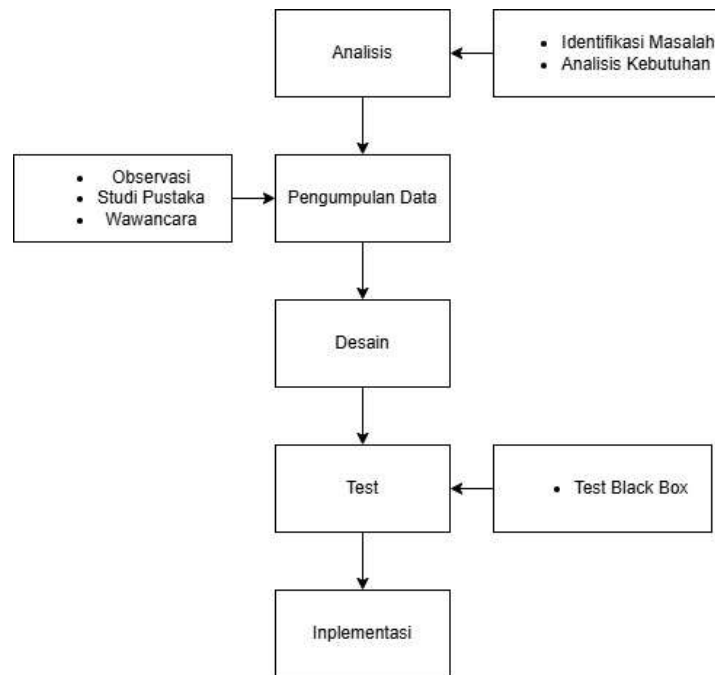 Analisis
• Identifikasi Masalah
• Analisis Kebutuhan
• Observasi
• Studi Pustaka
• Wawancara
Pengumpulan Data
Desain
Test
• Test Black Box
Inplementasi